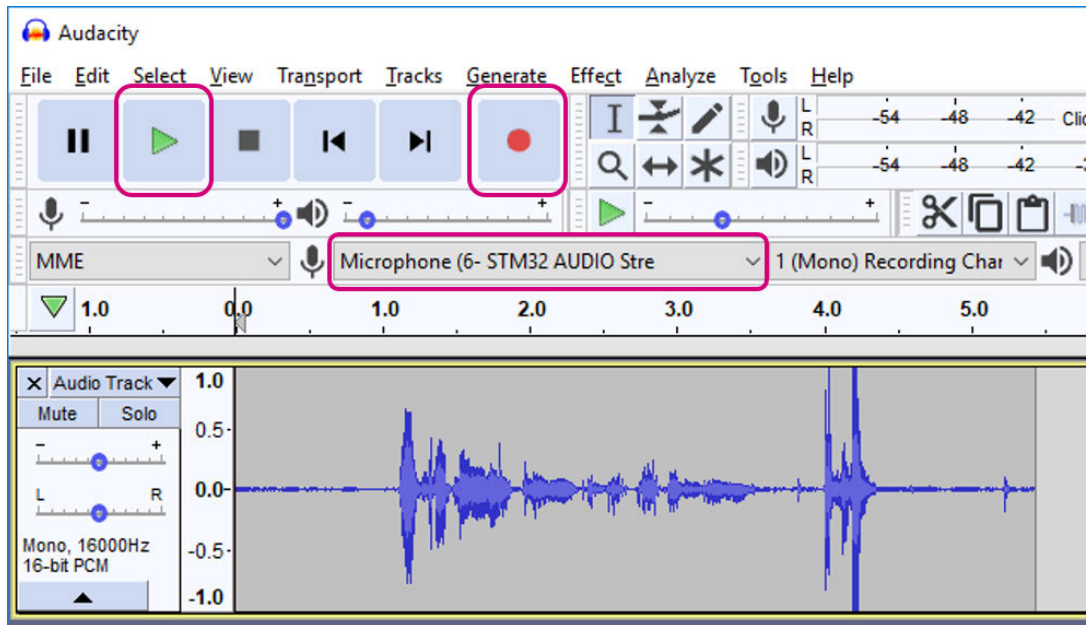 Audacity
File Edit Select View Transport Tracks Generate Effect Analyze Tools Help
L
R
-54 -48 -42 Clic
L
R
-54 -48 -42 -3
- + - + - +
MME Microphone (6- STM32 AUDIO Stre 1 (Mono) Recording Char
1.0 0.0 1.0 2.0 3.0 4.0 5.0
X Audio Track 1.0
Mute Solo
0.5
- +
L R 0.0
Mono, 16000Hz
16-bit PCM
-0.5
-1.0